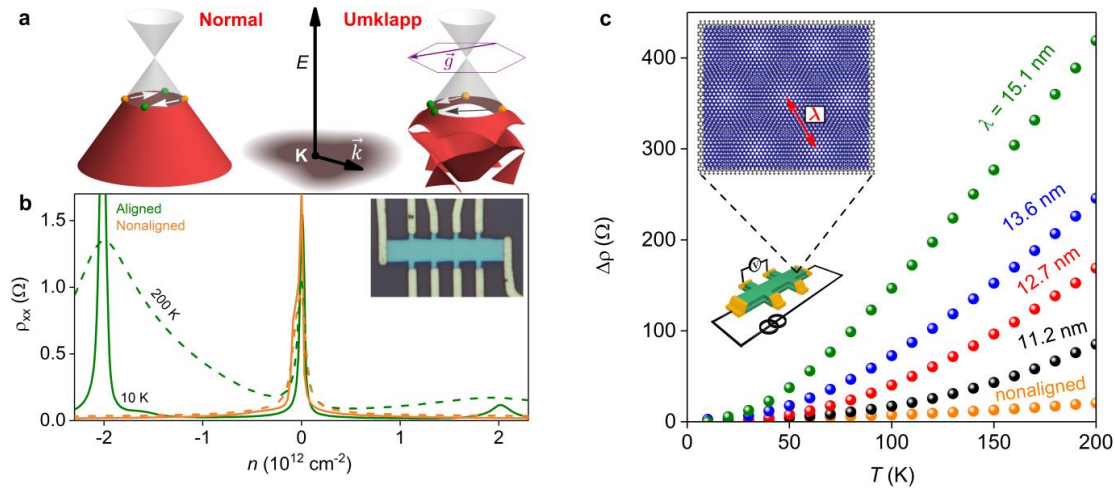 a
Normal
Umklapp
E
g⃗
K
k⃗
b
Aligned
Nonaligned
1.5
1.0
0.5
0.0
ρxx (Ω)
200 K
10 K
-2
-1
0
1
2
n (10¹² cm⁻²)
c
400
300
200
100
0
Δρ (Ω)
λ
V
λ = 15.1 nm
13.6 nm
12.7 nm
11.2 nm
nonaligned
0
50
100
150
200
T (K)